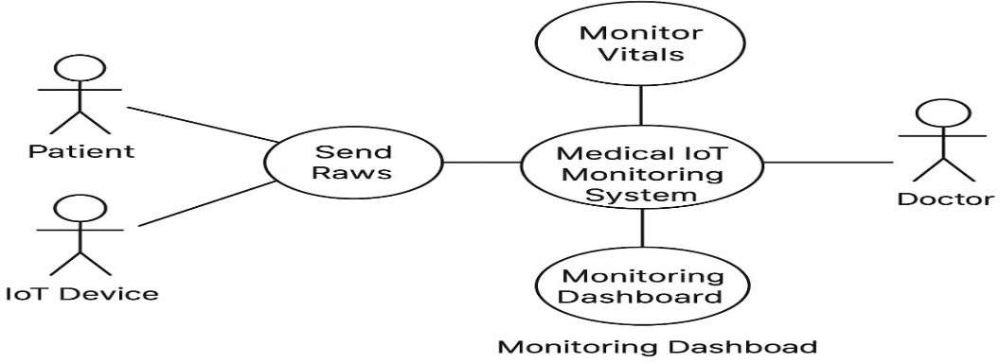 Monitor
Vitals
Patient
Send
Raws
Medical IoT
Monitoring
System
Doctor
IoT Device
Monitoring
Dashboard
Monitoring Dashboad